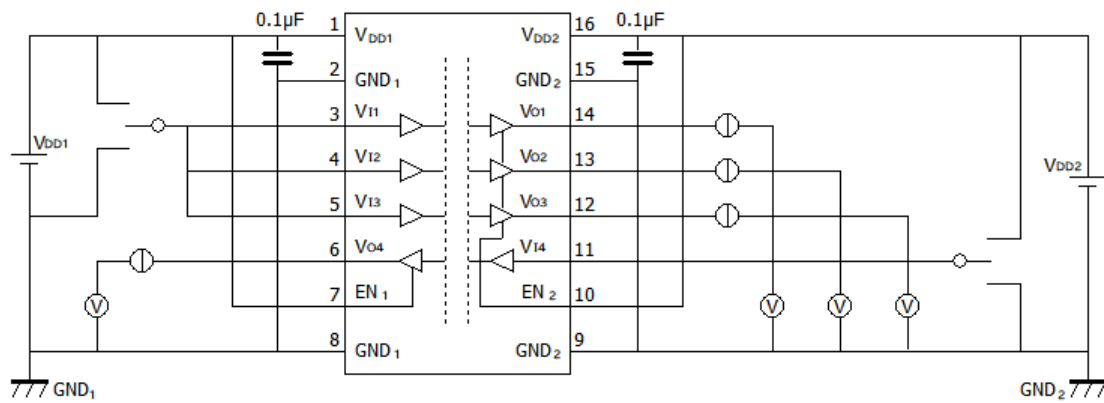 0.1µF 1 VDD1 VDD2 16 0.1µF
2 GND1 GND2 15
3 VI1 VO1 14
VDD1 4 VI2 VO2 13 VDD2
5 VI3 VO3 12
6 VO4 VI4 11
V 7 EN1 EN2 10 V V V
8 GND1 GND2 9
GND1 GND2